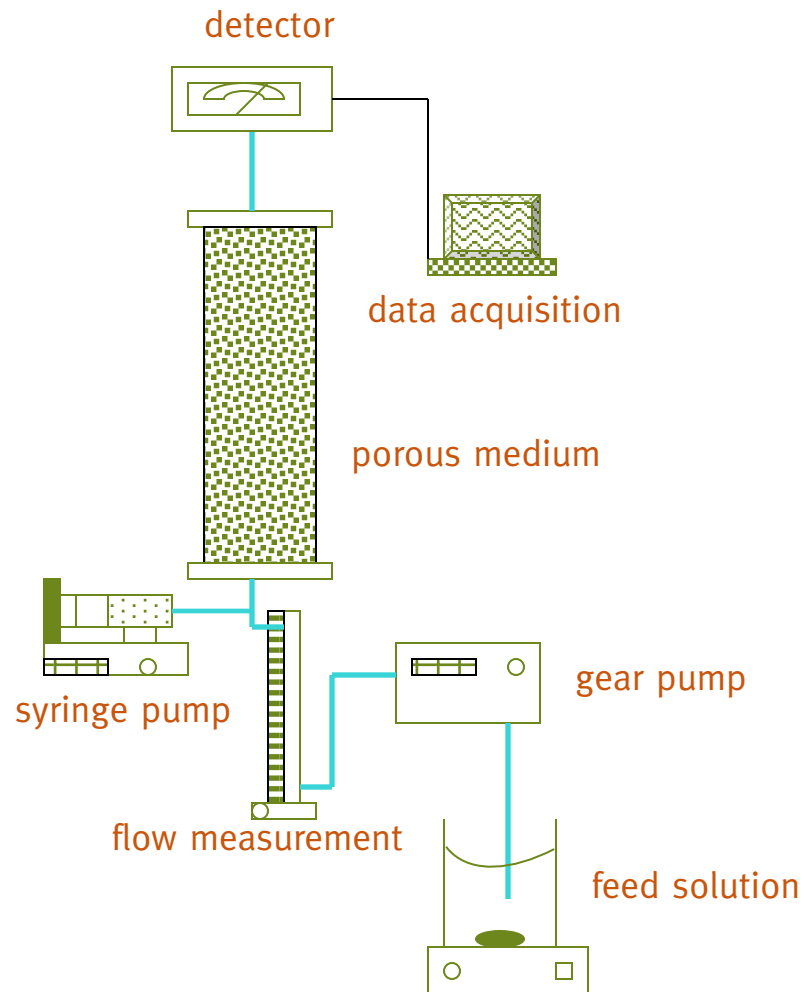 detector
data acquisition
porous medium
gear pump
syringe pump
flow measurement
feed solution